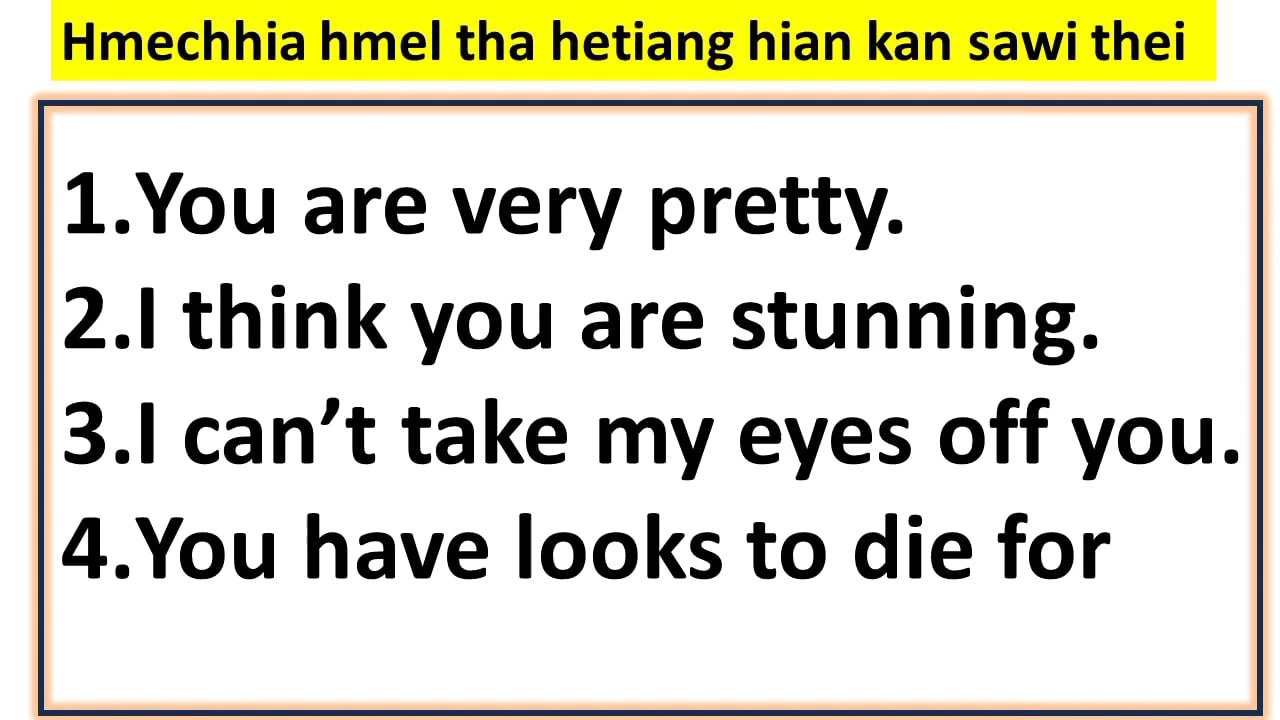 Hmechhia hmel tha hetiang hian kan sawi thei
1.You are very pretty.
2.I think you are stunning.
3.I can’t take my eyes off you.
4.You have looks to die for